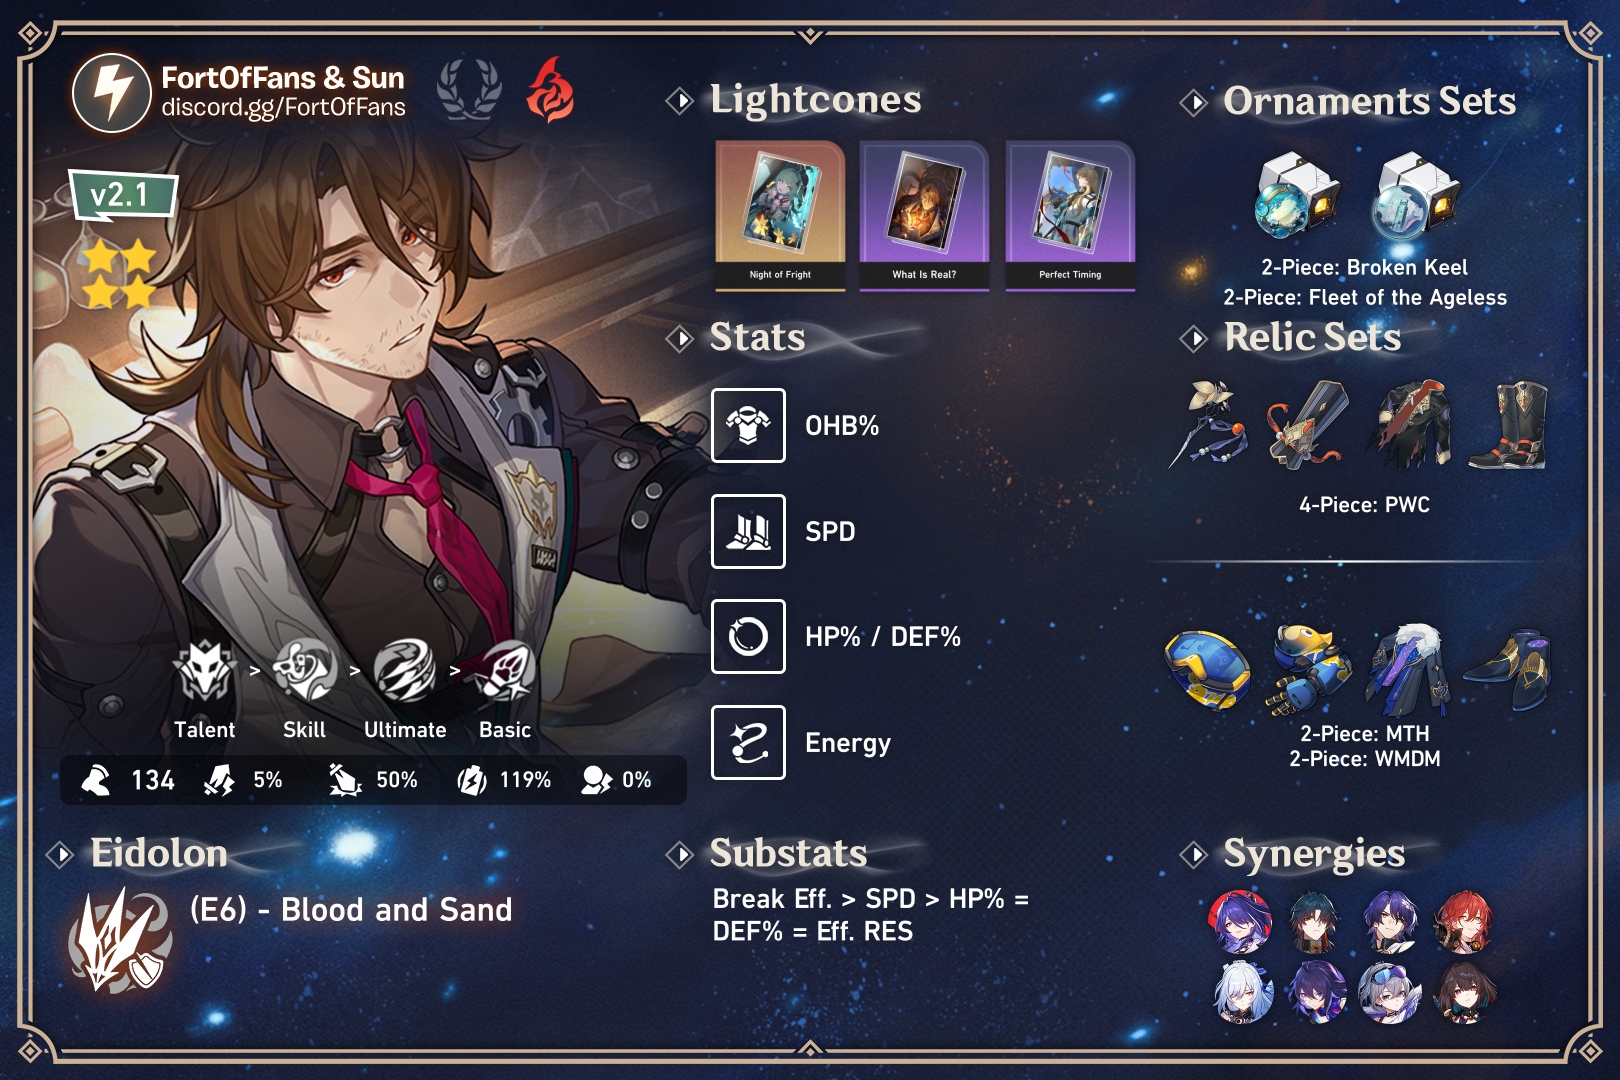 FortOfFans & Sun
discord.gg/FortOfFans
v2.1
Talent > Skill > Ultimate > Basic
134 5% 50% 119% 0%
Eidolon
(E6) - Blood and Sand
Lightcones
Night of Fright
What Is Real?
Perfect Timing
Stats
OHB%
SPD
HP% / DEF%
Energy
Substats
Break Eff. > SPD > HP% =
DEF% = Eff. RES
Ornaments Sets
2-Piece: Broken Keel
2-Piece: Fleet of the Ageless
Relic Sets
4-Piece: PWC
2-Piece: MTH
2-Piece: WMDM
Synergies